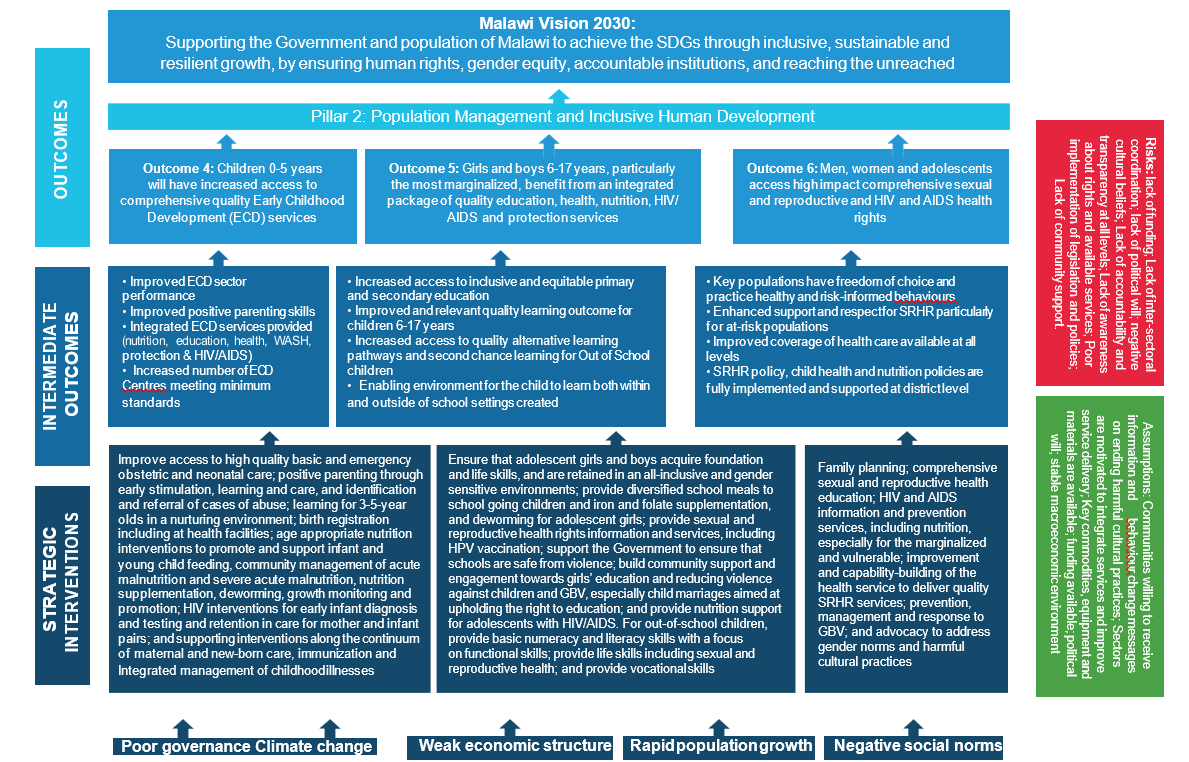 Malawi Vision 2030:
Supporting the Government and population of Malawi to achieve the SDGs through inclusive, sustainable and
resilient growth, by ensuring human rights, gender equity, accountable institutions, and reaching the unreached
Pillar 2: Population Management and Inclusive Human Development
OUTCOMES
Outcome 4: Children 0-5 years
will have increased access to
comprehensive quality Early Childhood
Development (ECD) services
Outcome 5: Girls and boys 6-17 years, particularly
the most marginalized, benefit from an integrated
package of quality education, health, nutrition, HIV/
AIDS and protection services
Outcome 6: Men, women and adolescents
access high impact comprehensive sexual
and reproductive and HIV and AIDS health
rights
INTERMEDIATE
OUTCOMES
• Improved ECD sector
performance
• Improved positive parenting skills
• Integrated ECD services provided
(nutrition, education, health, WASH,
protection & HIV/AIDS)
• Increased number of ECD
Centres meeting minimum
standards
• Increased access to inclusive and equitable primary
and secondary education
• Improved and relevant quality learning outcome for
children 6-17 years
• Increased access to quality alternative learning
pathways and second chance learning for Out of School
children
• Enabling environment for the child to learn both within
and outside of school settings created
• Key populations have freedom of choice and
practice healthy and risk-informed behaviours
• Enhanced support and respect for SRHR particularly
for at-risk populations
• Improved coverage of health care available at all
levels
• SRHR policy, child health and nutrition policies are
fully implemented and supported at district level
STRATEGIC
INTERVENTIONS
Improve access to high quality basic and emergency
obstetric and neonatal care; positive parenting through
early stimulation, learning and care, and identification
and referral of cases of abuse; learning for 3-5-year
olds in a nurturing environment; birth registration
including at health facilities; age appropriate nutrition
interventions to promote and support infant and
young child feeding, community management of acute
malnutrition and severe acute malnutrition, nutrition
supplementation, deworming, growth monitoring and
promotion; HIV interventions for early infant diagnosis
and testing and retention in care for mother and infant
pairs; and supporting interventions along the continuum
of maternal and new-born care, immunization and
Integrated management of childhood illnesses
Ensure that adolescent girls and boys acquire foundation
and life skills, and are retained in an all-inclusive and gender
sensitive environments; provide diversified school meals to
school going children and iron and folate supplementation,
and deworming for adolescent girls; provide sexual and
reproductive health rights information and services, including
HPV vaccination; support the Government to ensure that
schools are safe from violence; build community support and
engagement towards girls' education and reducing violence
against children and GBV, especially child marriages aimed at
upholding the right to education; and provide nutrition support
for adolescents with HIV/AIDS. For out-of-school children,
provide basic numeracy and literacy skills with a focus
on functional skills; provide life skills including sexual and
reproductive health; and provide vocational skills
Family planning; comprehensive
sexual and reproductive health
education; HIV and AIDS
information and prevention
services, including nutrition,
especially for the marginalized
and vulnerable; improvement
and capability-building of the
health service to deliver quality
SRHR services; prevention,
management and response to
GBV; and advocacy to address
gender norms and harmful
cultural practices
Poor governance Climate change
Weak economic structure
Rapid population growth
Negative social norms
Risks: lack of funding; Lack of inter-sectoral
coordination; lack of political will; negative
cultural beliefs; Lack of accountability and
transparency at all levels; Lack of awareness
about rights and available services; Poor
implementation of legislation and policies;
Lack of community support.
Assumptions: Communities willing to receive
information and behaviour change messages
on ending harmful cultural practices; Sectors
are motivated to integrate services and improve
service delivery; Key commodities, equipment and
materials are available; funding available; political
will; stable macroeconomic environment